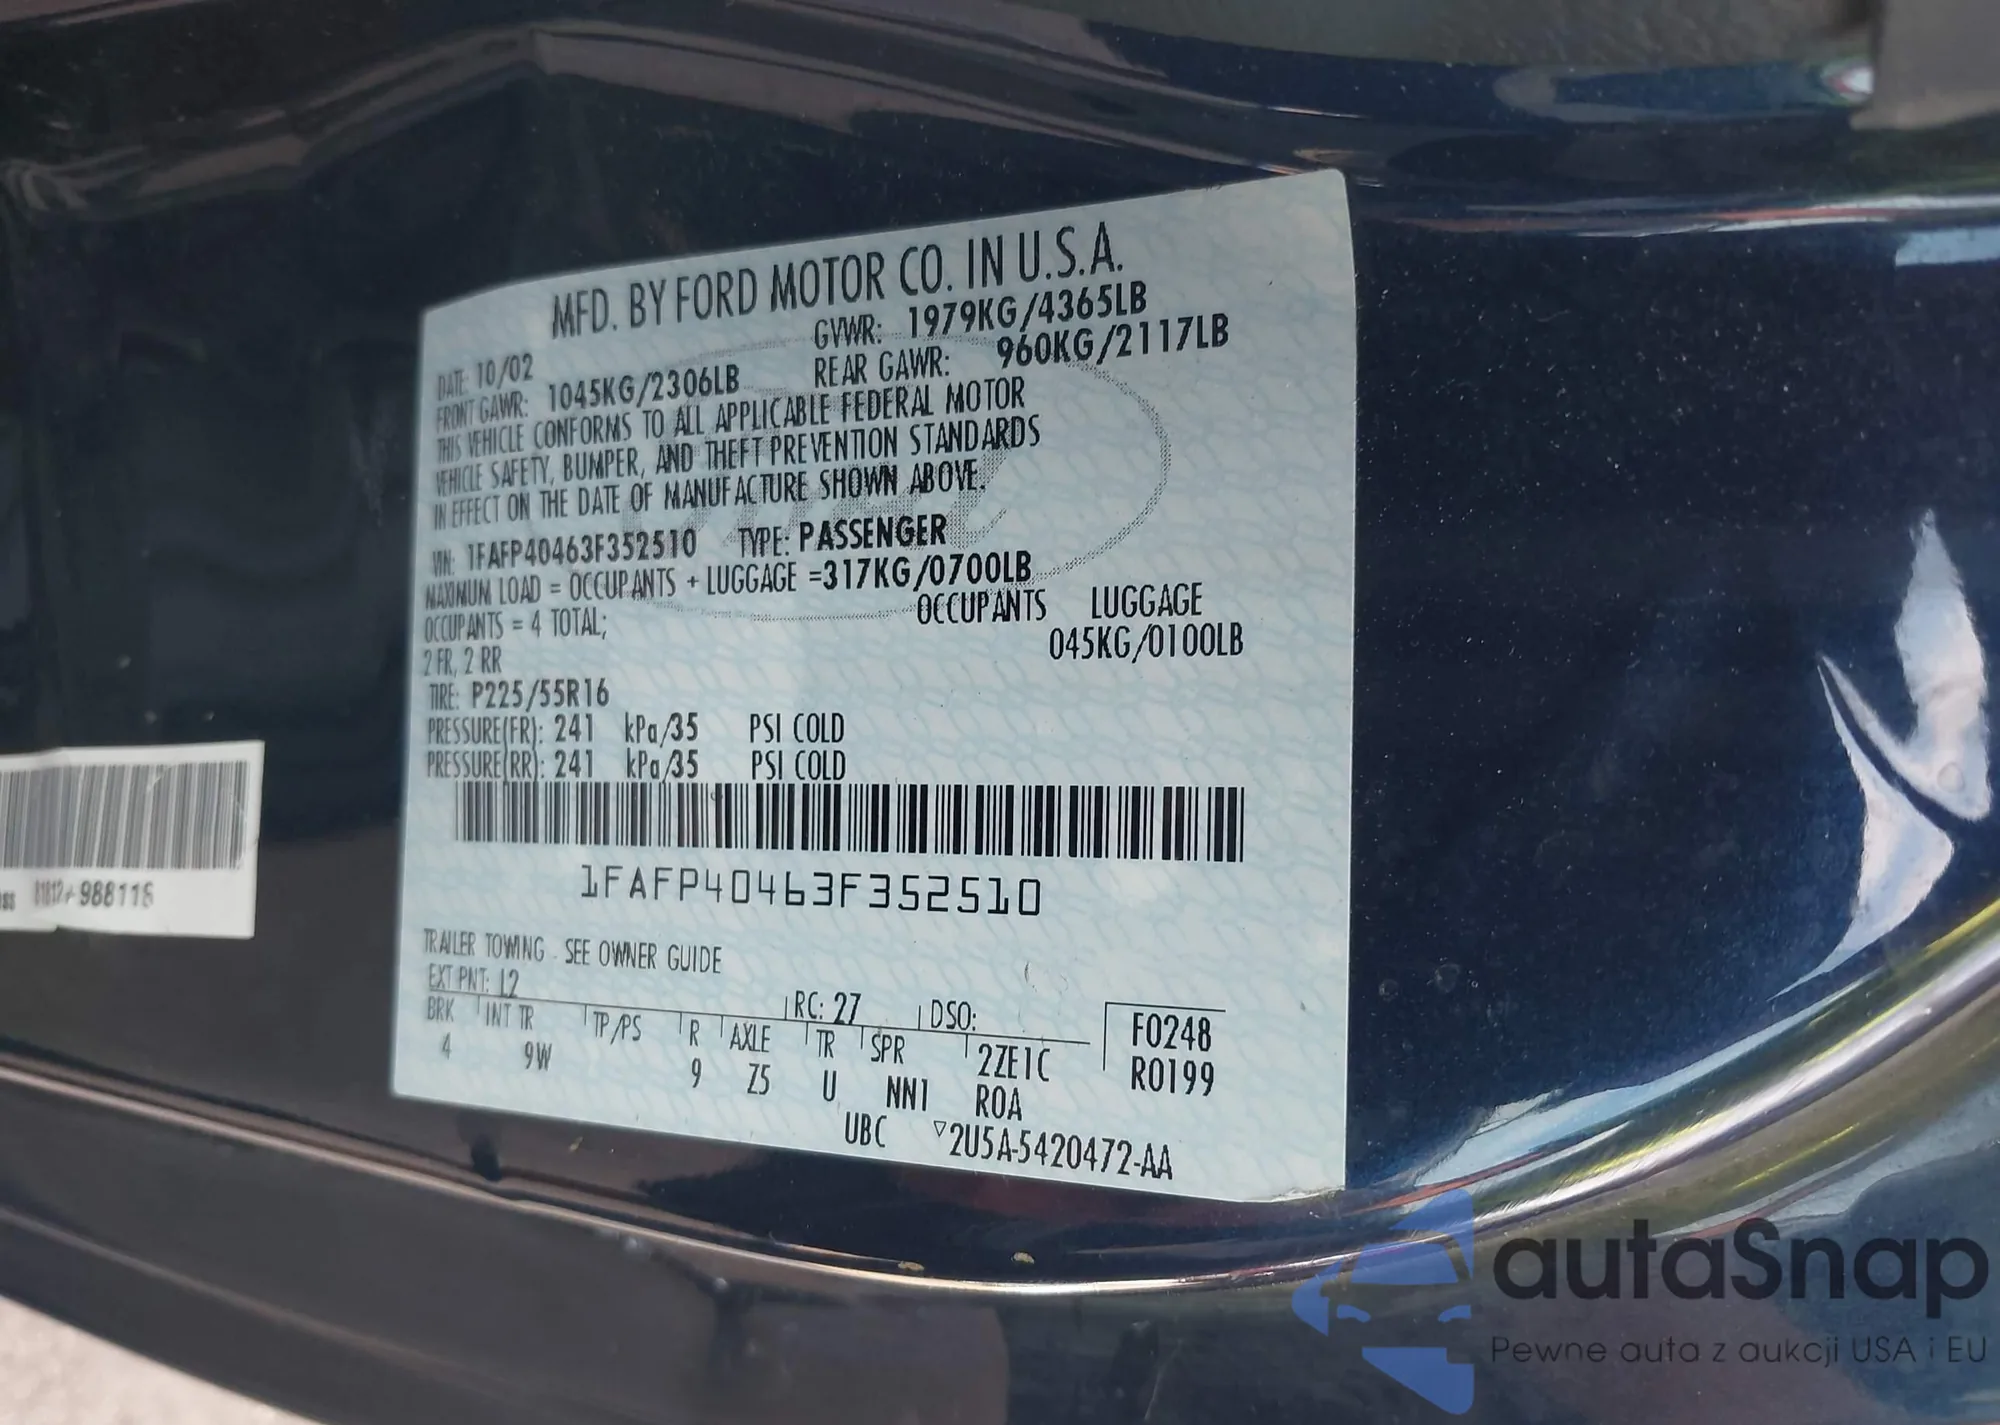 MFD. BY FORD MOTOR CO. IN U.S.A.
DATE: 10/02 GVWR: 1979KG/4365LB
FRONT GAWR: 1045KG/2306LB REAR GAWR: 960KG/2117LB
THIS VEHICLE CONFORMS TO ALL APPLICABLE FEDERAL MOTOR
VEHICLE SAFETY, BUMPER, AND THEFT PREVENTION STANDARDS
IN EFFECT ON THE DATE OF MANUFACTURE SHOWN ABOVE.
VIN: 1FAFP40463F352510 TYPE: PASSENGER
MAXIMUM LOAD = OCCUPANTS + LUGGAGE =317KG/0700LB
OCCUPANTS = 4 TOTAL; OCCUPANTS LUGGAGE
2 FR, 2 RR 045KG/0100LB
TIRE: P225/55R16
PRESSURE(FR): 241 kPa/35 PSI COLD
PRESSURE(RR): 241 kPa/35 PSI COLD
1FAFP40463F352510
TRAILER TOWING - SEE OWNER GUIDE
EXT PNT: L2 RC: 27 DSO:
BRK INT TR TP/PS R AXLE TR SPR 2ZE1C
4 9W 9 Z5 U NN1 ROA
F0248
R0199
UBC ▽2U5A-5420472-AA
988116
autaSnap
Pewne auta z aukcji USA i EU